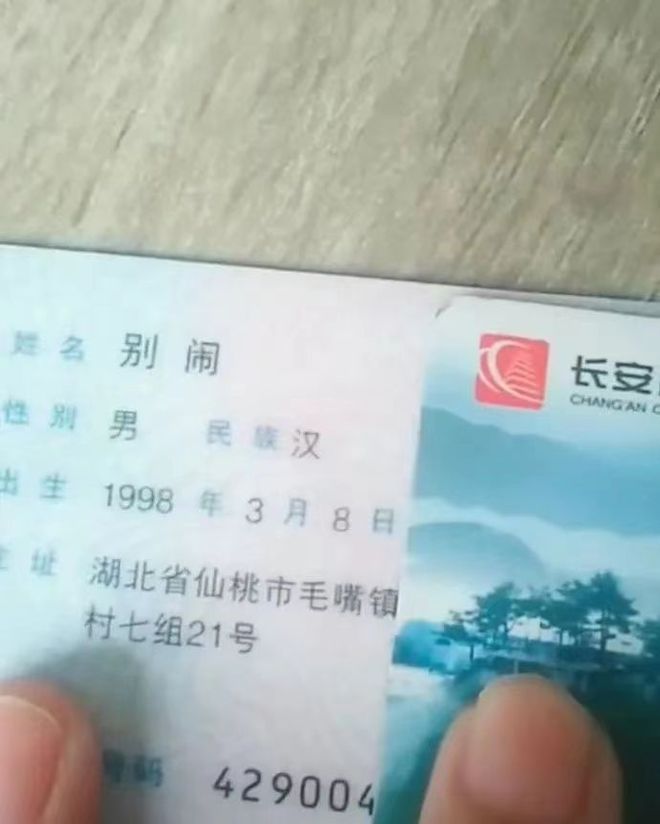 姓名 别闹
性别 男 民族 汉
出生 1998 年 3 月 8 日
住址 湖北省仙桃市毛嘴镇
村七组21号
号码 429004
长安
CHANG'AN C